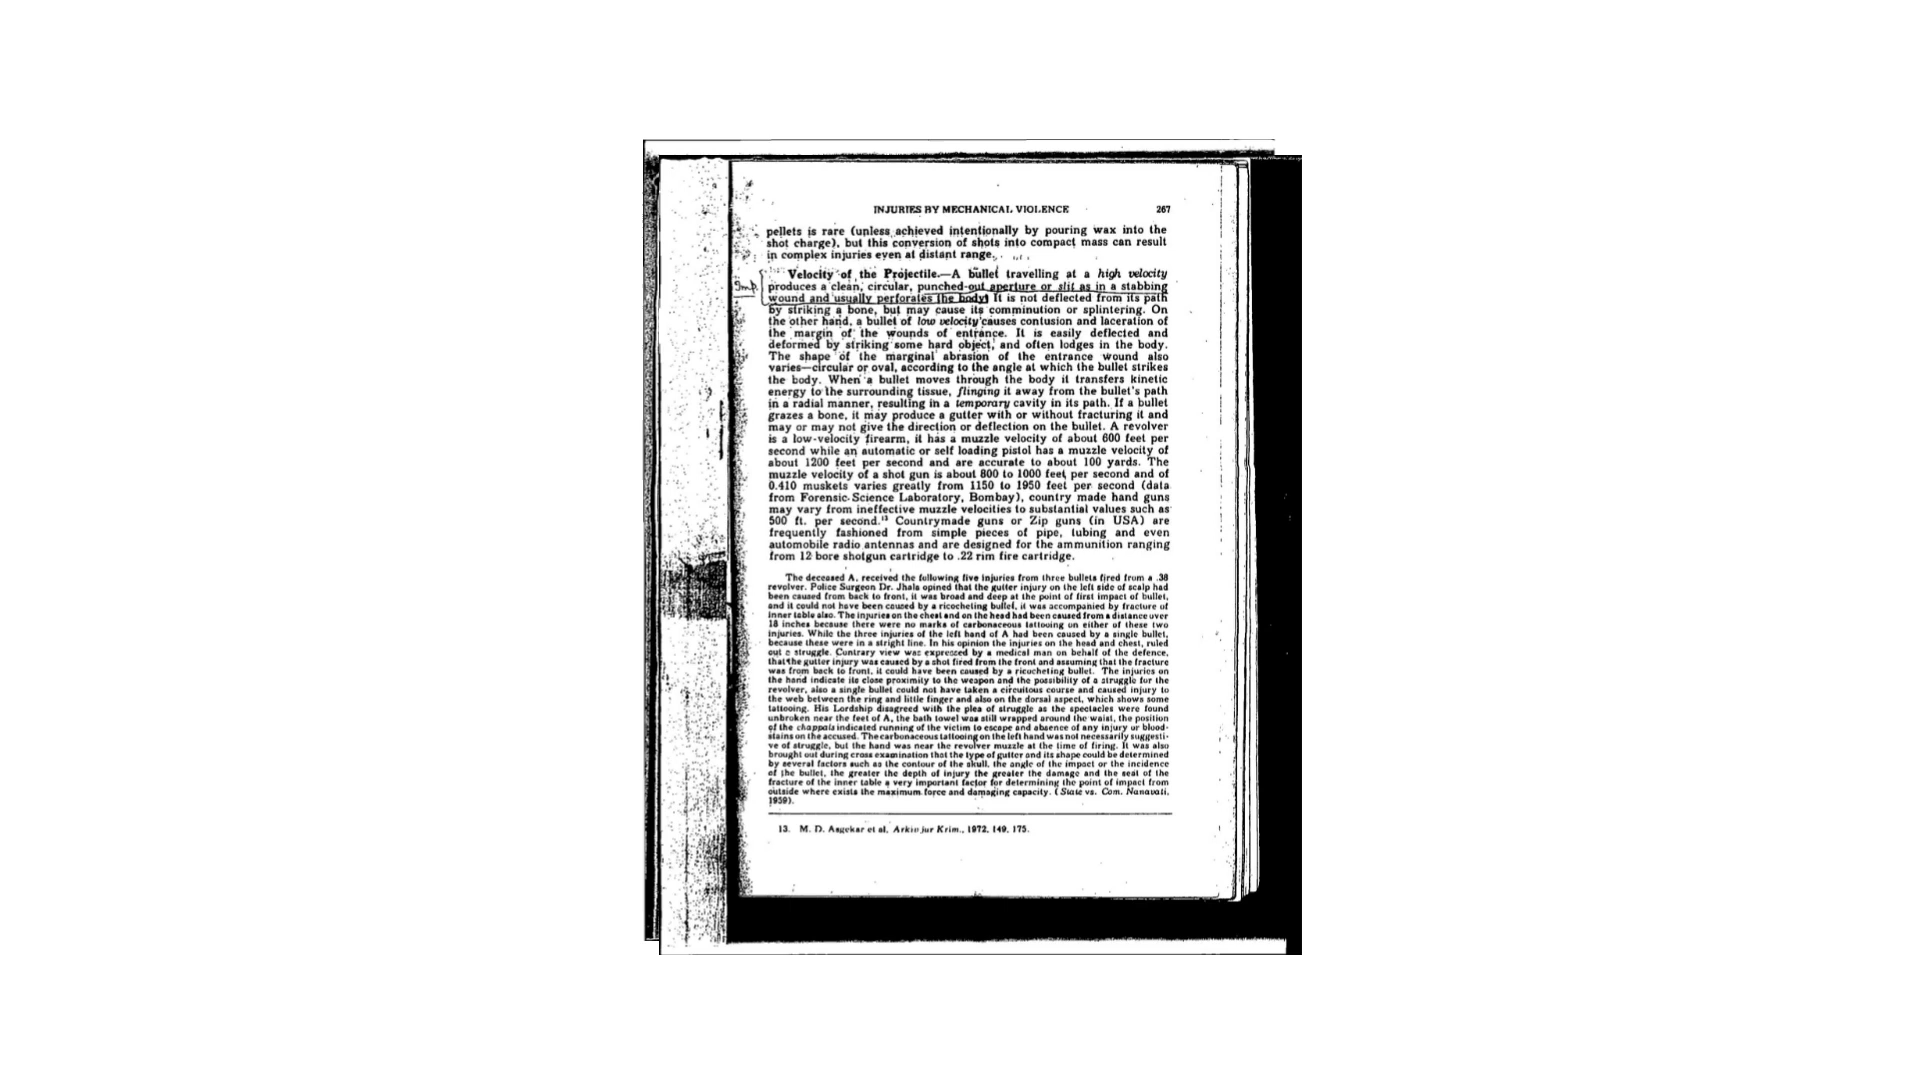 INJURIES BY MECHANICAL VIOLENCE 267
pellets is rare (unless achieved intentionally by pouring wax into the
shot charge), but this conversion of shots into compact mass can result
in complex injuries even at distant range.
Imp. Velocity of the Projectile.—A bullet travelling at a high velocity
produces a clean, circular, punched-out aperture or slit as in a stabbing
wound and usually perforates the body. It is not deflected from its path
by striking a bone, but may cause its comminution or splintering. On
the other hand, a bullet of low velocity causes contusion and laceration of
the margin of the wounds of entrance. It is easily deflected and
deformed by striking some hard object, and often lodges in the body.
The shape of the marginal abrasion of the entrance wound also
varies—circular or oval, according to the angle at which the bullet strikes
the body. When a bullet moves through the body it transfers kinetic
energy to the surrounding tissue, flinging it away from the bullet's path
in a radial manner, resulting in a temporary cavity in its path. If a bullet
grazes a bone, it may produce a gutter with or without fracturing it and
may or may not give the direction or deflection on the bullet. A revolver
is a low-velocity firearm, it has a muzzle velocity of about 600 feet per
second while an automatic or self loading pistol has a muzzle velocity of
about 1200 feet per second and are accurate to about 100 yards. The
muzzle velocity of a shot gun is about 800 to 1000 feet per second and of
0.410 muskets varies greatly from 1150 to 1950 feet per second (data
from Forensic Science Laboratory, Bombay), country made hand guns
may vary from ineffective muzzle velocities to substantial values such as
500 ft. per second.13 Countrymade guns or Zip guns (in USA) are
frequently fashioned from simple pieces of pipe, tubing and even
automobile radio antennas and are designed for the ammunition ranging
from 12 bore shotgun cartridge to .22 rim fire cartridge.
The deceased A, received the following five injuries from three bullets fired from a .38
revolver. Police Surgeon Dr. Jhala opined that the gutter injury on the left side of scalp had
been caused from back to front, it was broad and deep at the point of first impact of bullet,
and it could not have been caused by a ricocheting bullet, it was accompanied by fracture of
inner table also. The injuries on the chest and on the head had been caused from a distance over
18 inches because there were no marks of carbonaceous tattooing on either of these two
injuries. While the three injuries of the left hand of A had been caused by a single bullet,
because these were in a stright line. In his opinion the injuries on the head and chest, ruled
out a struggle. Contrary view was expressed by a medical man on behalf of the defence,
that the gutter injury was caused by a shot fired from the front and assuming that the fracture
was from back to front, it could have been caused by a ricocheting bullet. The injuries on
the hand indicate its close proximity to the weapon and the possibility of a struggle for the
revolver, also a single bullet could not have taken a circuitous course and caused injury to
the web between the ring and little finger and also on the dorsal aspect, which shows some
tattooing. His Lordship disagreed with the plea of struggle as the spectacles were found
unbroken near the feet of A, the bath towel was still wrapped around the waist, the position
of the chappals indicated running of the victim to escape and absence of any injury or blood-
stains on the accused. The carbonaceous tattooing on the left hand was not necessarily suggesti-
ve of struggle, but the hand was near the revolver muzzle at the time of firing. It was also
brought out during cross examination that the type of gutter and its shape could be determined
by several factors such as the contour of the skull, the angle of the impact or the incidence
of the bullet, the greater the depth of injury the greater the damage and the seat of the
fracture of the inner table a very important factor for determining the point of impact from
outside where exists the maximum force and damaging capacity. (State vs. Com. Nanavati,
1959).
13. M. D. Asgekar et al, Arkiv jur Krim., 1972, 149, 175.